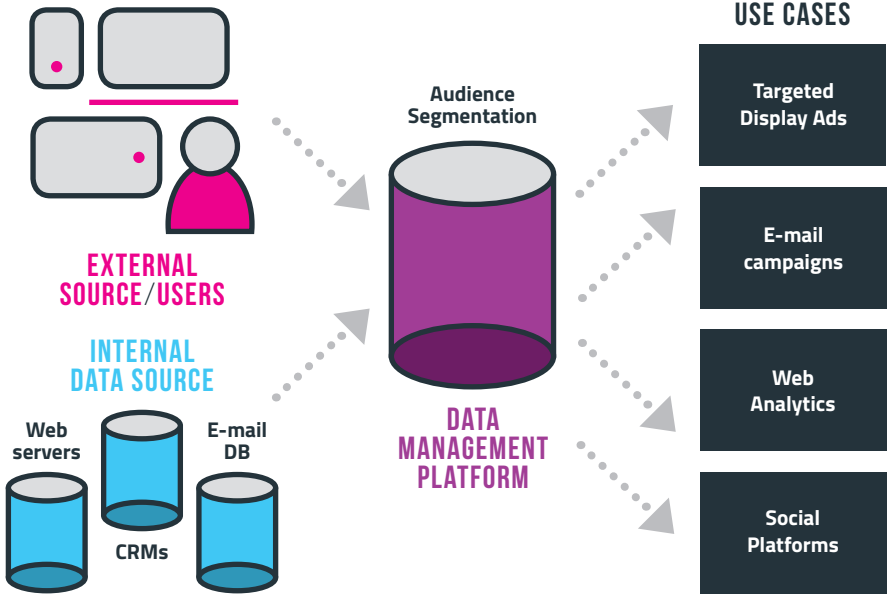 EXTERNAL
SOURCE/USERS
INTERNAL
DATA SOURCE
Web
servers
E-mail
DB
CRMs
Audience
Segmentation
DATA
MANAGEMENT
PLATFORM
USE CASES
Targeted
Display Ads
E-mail
campaigns
Web
Analytics
Social
Platforms